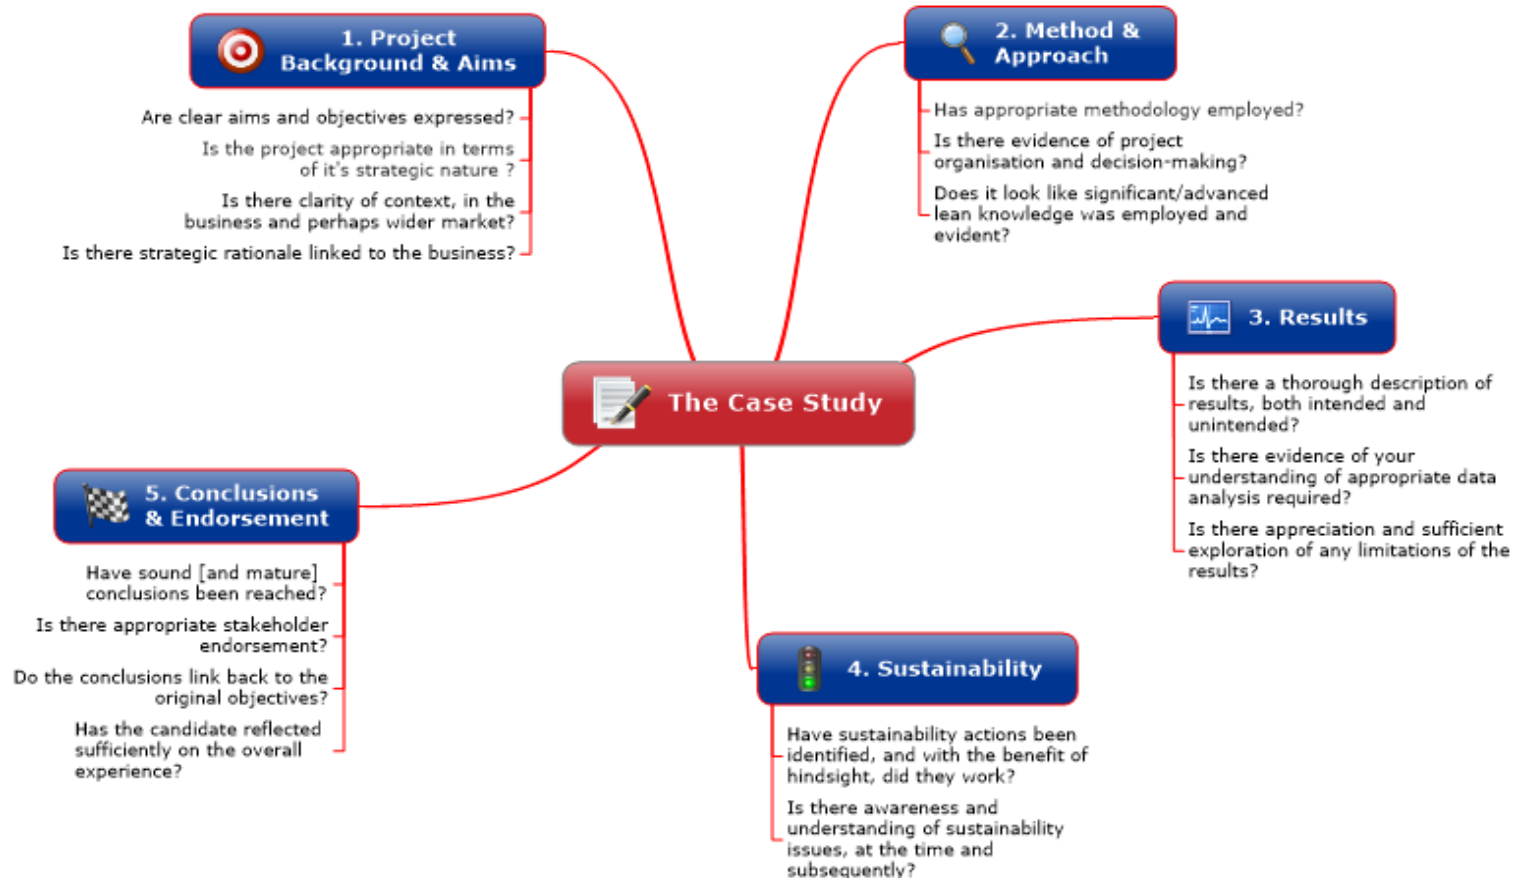 1. Project
Background & Aims
Are clear aims and objectives expressed?
Is the project appropriate in terms
of it's strategic nature ?
Is there clarity of context, in the
business and perhaps wider market?
Is there strategic rationale linked to the business?
2. Method &
Approach
Has appropriate methodology employed?
Is there evidence of project
organisation and decision-making?
Does it look like significant/advanced
lean knowledge was employed and
evident?
3. Results
Is there a thorough description of
results, both intended and
unintended?
Is there evidence of your
understanding of appropriate data
analysis required?
Is there appreciation and sufficient
exploration of any limitations of the
results?
The Case Study
4. Sustainability
Have sustainability actions been
identified, and with the benefit of
hindsight, did they work?
Is there awareness and
understanding of sustainability
issues, at the time and
subsequently?
5. Conclusions
& Endorsement
Have sound [and mature]
conclusions been reached?
Is there appropriate stakeholder
endorsement?
Do the conclusions link back to the
original objectives?
Has the candidate reflected
sufficiently on the overall
experience?